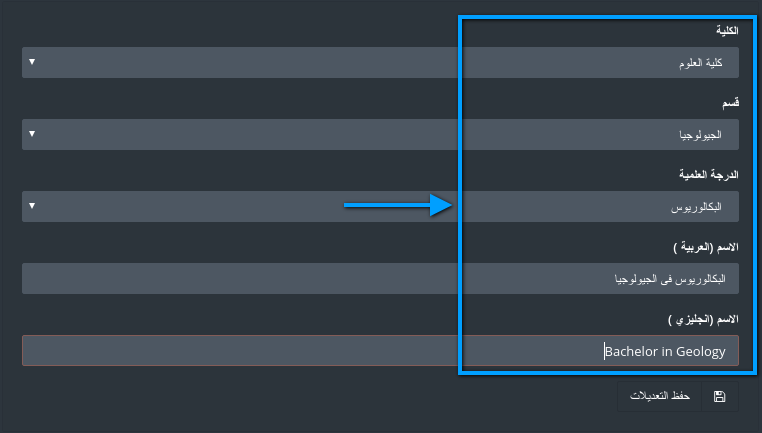 الكلية
كلية العلوم
قسم
الجيولوجيا
الدرجة العلمية
البكالوريوس
الاسم (العربية )
البكالوريوس فى الجيولوجيا
الاسم (انجليزي )
Bachelor in Geology
حفظ التعديلات